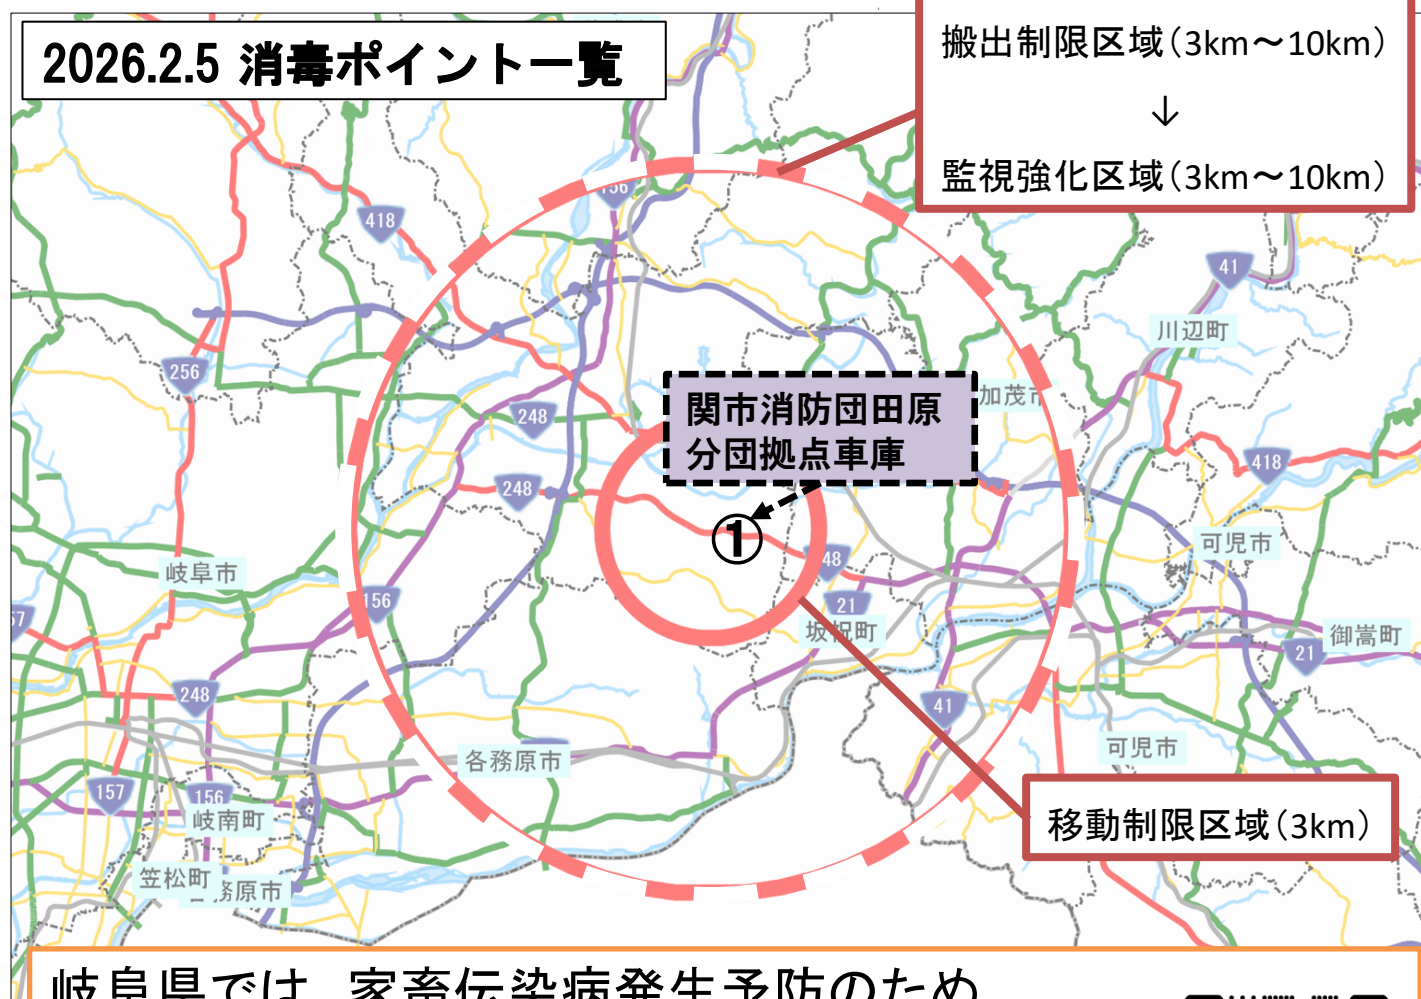 2026.2.5 消毒ポイント一覧
搬出制限区域（3km～10km）
↓
監視強化区域（3km～10km）
156
418
41
川辺町
256
248
関市消防団田原
分団拠点車庫
加茂市
418
248
①
可児市
岐阜市
48
156
21
坂祝町
御嵩町
21
248
41
可児市
各務原市
157
156
岐南町
移動制限区域（3km）
笠松町
務原市
岐阜県では、家畜伝染病発生予防のため